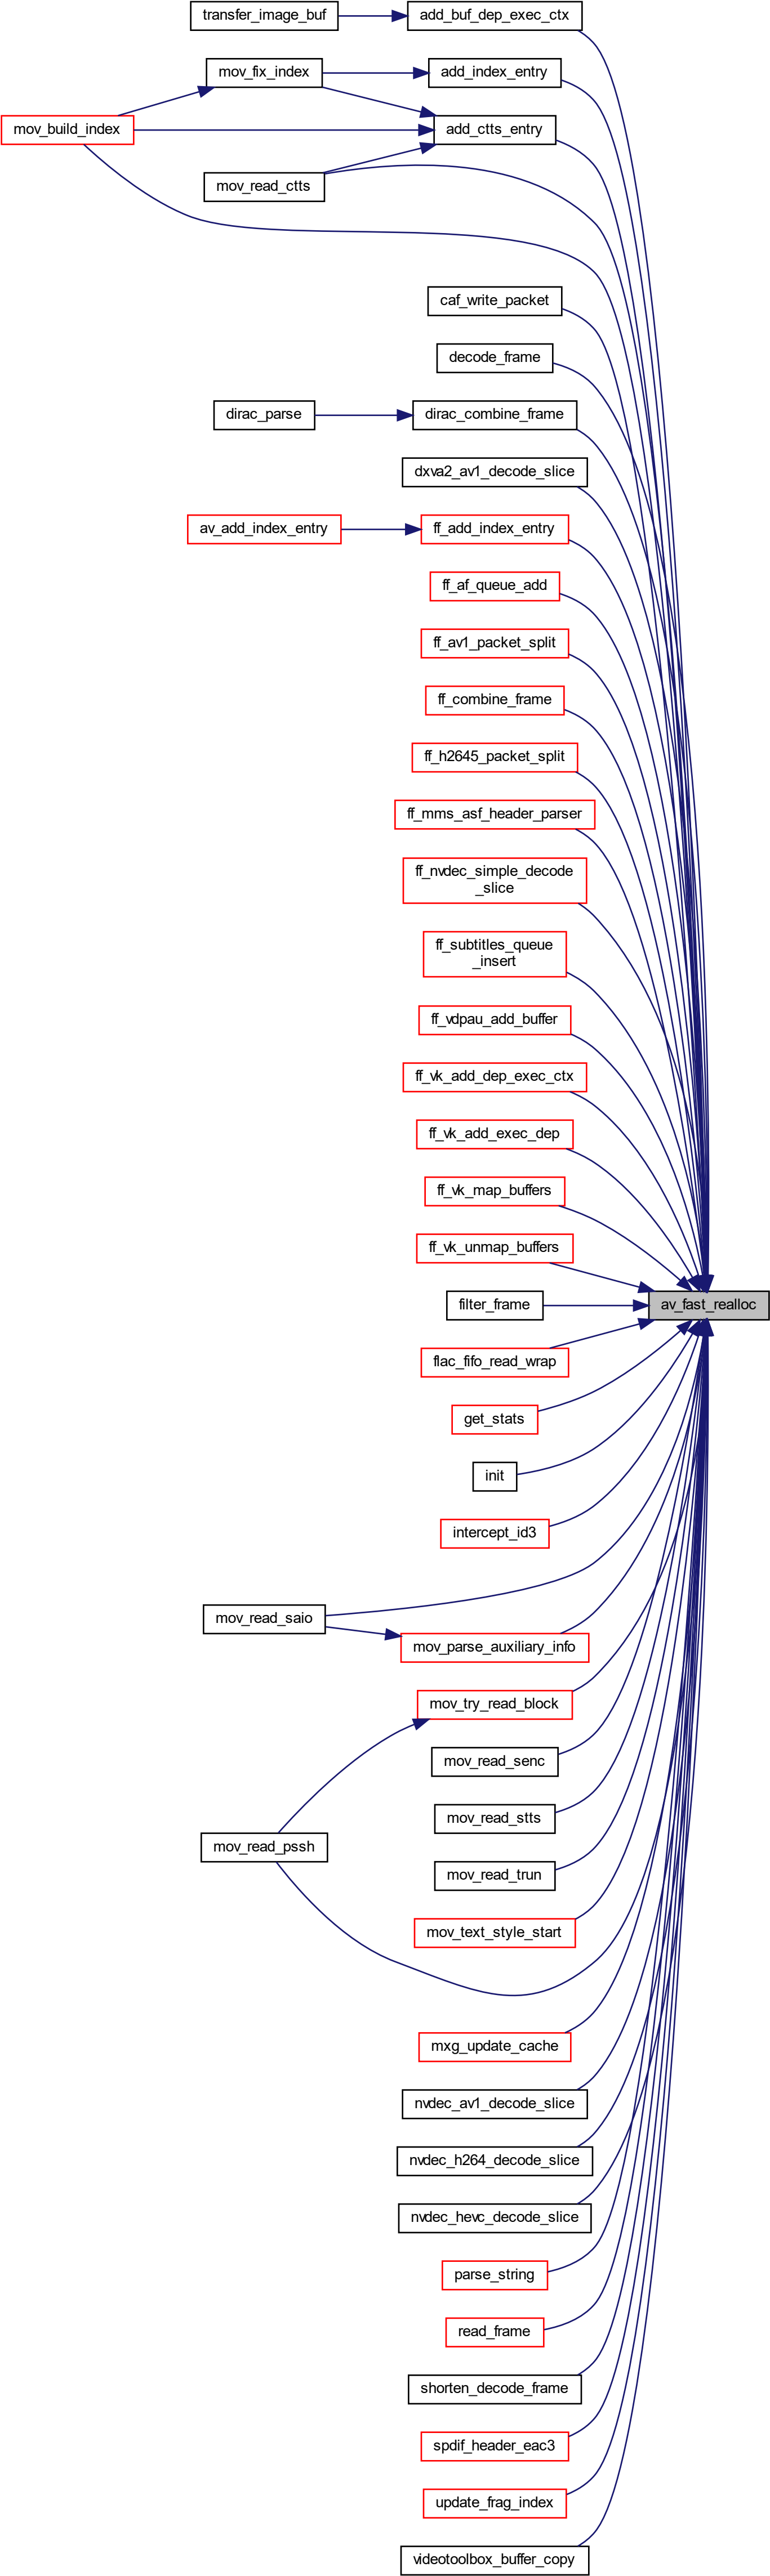 transfer_image_buf
add_buf_dep_exec_ctx
mov_fix_index
add_index_entry
mov_build_index
add_ctts_entry
mov_read_ctts
caf_write_packet
decode_frame
dirac_parse
dirac_combine_frame
dxva2_av1_decode_slice
av_add_index_entry
ff_add_index_entry
ff_af_queue_add
ff_av1_packet_split
ff_combine_frame
ff_h2645_packet_split
ff_mms_asf_header_parser
ff_nvdec_simple_decode
_slice
ff_subtitles_queue
_insert
ff_vdpau_add_buffer
ff_vk_add_dep_exec_ctx
ff_vk_add_exec_dep
ff_vk_map_buffers
ff_vk_unmap_buffers
filter_frame
av_fast_realloc
flac_fifo_read_wrap
get_stats
init
intercept_id3
mov_read_saio
mov_parse_auxiliary_info
mov_try_read_block
mov_read_senc
mov_read_stts
mov_read_pssh
mov_read_trun
mov_text_style_start
mxg_update_cache
nvdec_av1_decode_slice
nvdec_h264_decode_slice
nvdec_hevc_decode_slice
parse_string
read_frame
shorten_decode_frame
spdif_header_eac3
update_frag_index
videotoolbox_buffer_copy